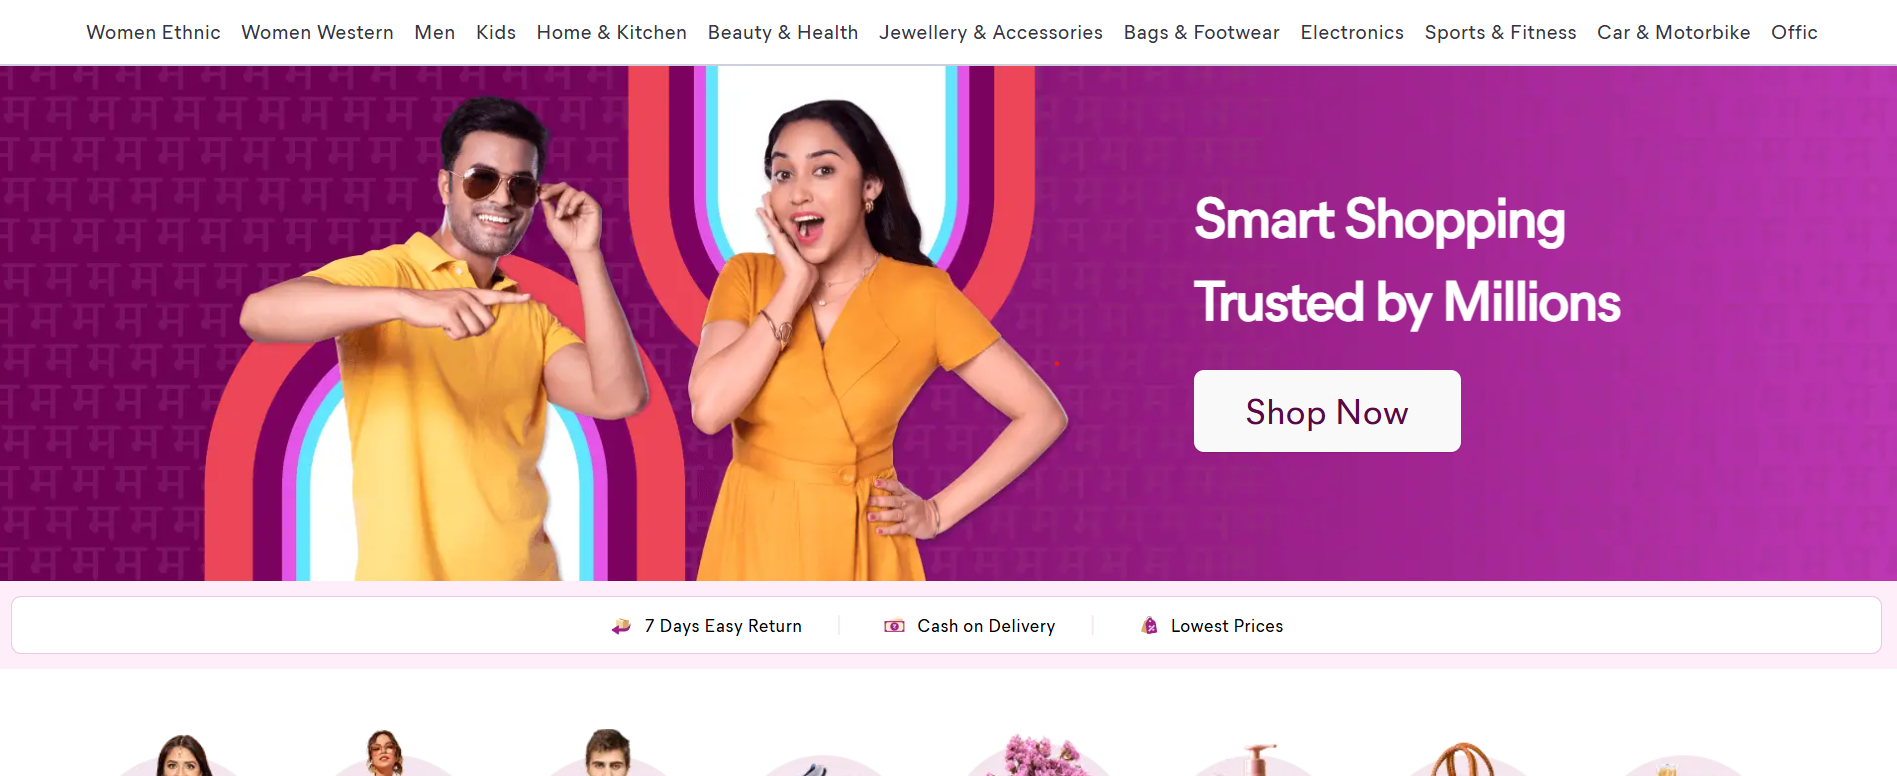 Women Ethnic Women Western Men Kids Home & Kitchen Beauty & Health Jewellery & Accessories Bags & Footwear Electronics Sports & Fitness Car & Motorbike Offic
Smart Shopping
Trusted by Millions
Shop Now
7 Days Easy Return Cash on Delivery Lowest Prices